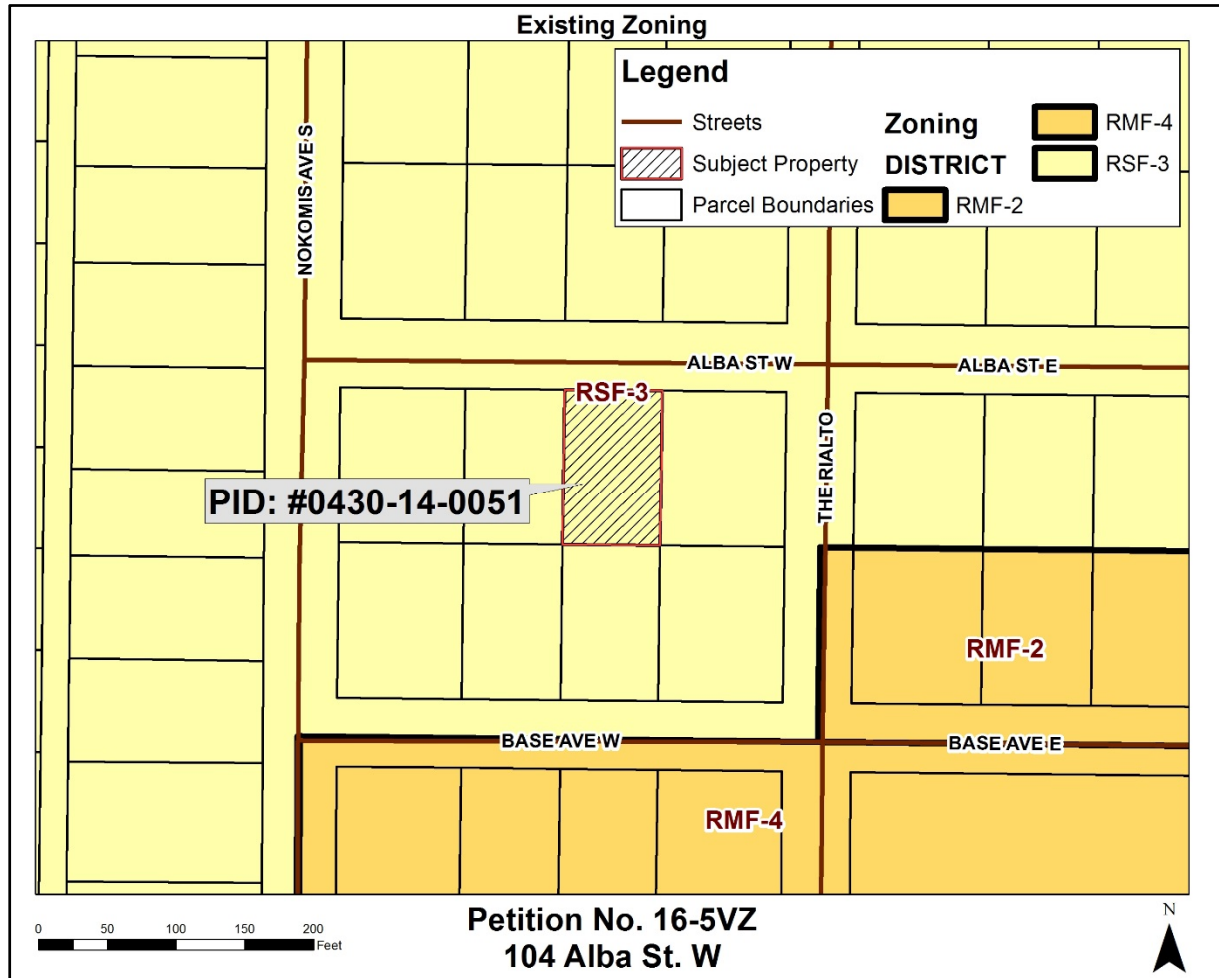 Existing Zoning
Legend
Streets
Subject Property
Parcel Boundaries
Zoning
DISTRICT
RMF-2
RMF-4
RSF-3
NOKOMIS AVE S
ALBA ST W
ALBA ST E
RSF-3
THE RIALTO
PID: #0430-14-0051
RMF-2
BASE AVE W
BASE AVE E
RMF-4
0 50 100 150 200
Feet
Petition No. 16-5VZ
104 Alba St. W
N